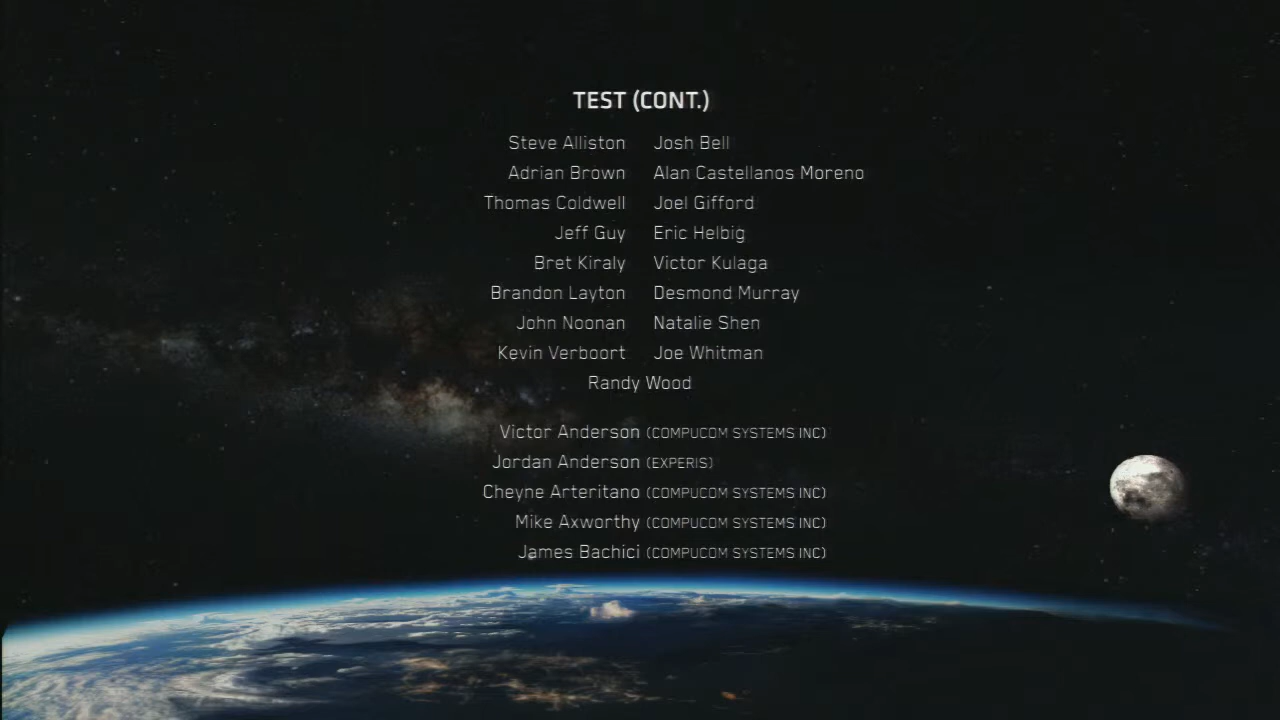 TEST (CONT.)
Steve Alliston Josh Bell
Adrian Brown Alan Castellanos Moreno
Thomas Coldwell Joel Gifford
Jeff Guy Eric Helbig
Bret Kiraly Victor Kulaga
Brandon Layton Desmond Murray
John Noonan Natalie Shen
Kevin Verboort Joe Whitman
Randy Wood
Victor Anderson (COMPUCOM SYSTEMS INC)
Jordan Anderson (EXPERIS)
Cheyne Arteritano (COMPUCOM SYSTEMS INC)
Mike Axworthy (COMPUCOM SYSTEMS INC)
James Bachici (COMPUCOM SYSTEMS INC)